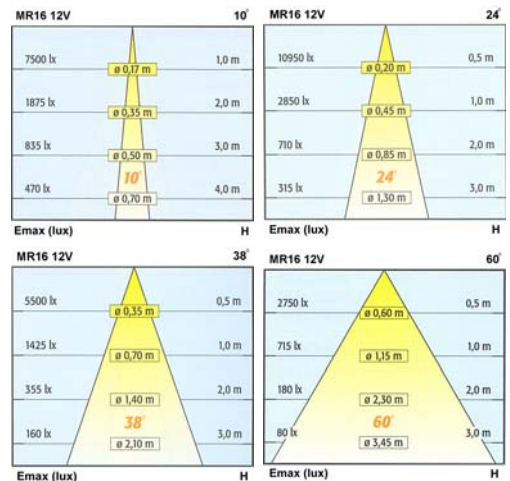 MR16 12V 10°
7500 lx ø 0,17 m 1,0 m
1875 lx ø 0,35 m 2,0 m
835 lx ø 0,50 m 3,0 m
10°
470 lx ø 0,70 m 4,0 m
Emax (lux) H
MR16 12V 24°
10950 lx ø 0,20 m 0,5 m
2850 lx ø 0,45 m 1,0 m
710 lx ø 0,85 m 2,0 m
24°
315 lx ø 1,30 m 3,0 m
Emax (lux) H
MR16 12V 38°
5500 lx ø 0,35 m 0,5 m
1425 lx ø 0,70 m 1,0 m
355 lx ø 1,40 m 2,0 m
38°
160 lx ø 2,10 m 3,0 m
Emax (lux) H
MR16 12V 60°
2750 lx ø 0,60 m 0,5 m
715 lx ø 1,15 m 1,0 m
180 lx ø 2,30 m 2,0 m
60°
80 lx ø 3,45 m 3,0 m
Emax (lux) H